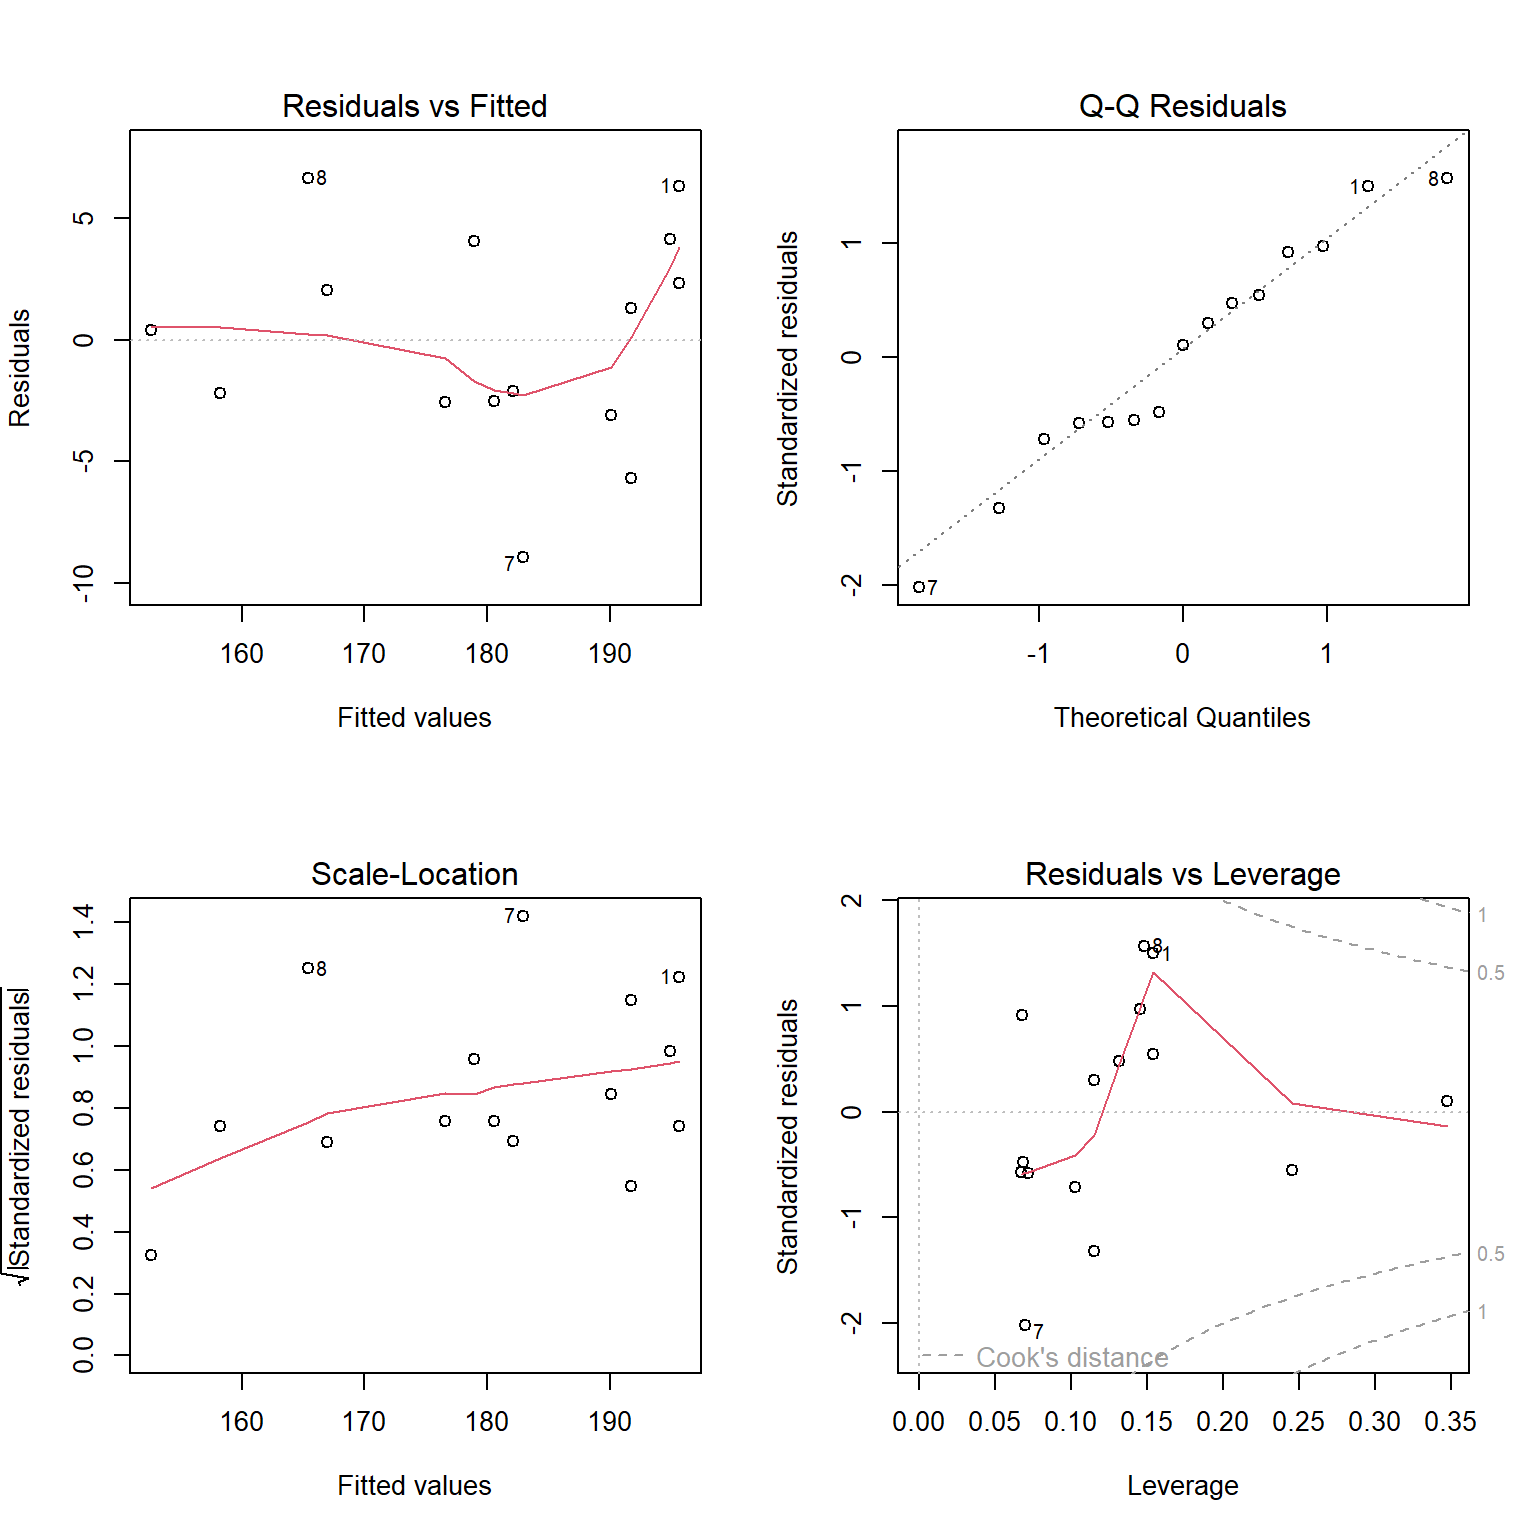 Residuals vs Fitted
Residuals
5
0
-5
-10
8
1
7
160 170 180 190
Fitted values
Q-Q Residuals
Standardized residuals
1
0
-1
-2
1
8
7
-1 0 1
Theoretical Quantiles
Scale-Location
√|Standardized residuals|
1.4
1.2
1.0
0.8
0.6
0.4
0.2
0.0
7
8
1
160 170 180 190
Fitted values
Residuals vs Leverage
Standardized residuals
2
1
0
-1
-2
8
1
7
1
0.5
0.5
1
Cook's distance
0.00 0.05 0.10 0.15 0.20 0.25 0.30 0.35
Leverage